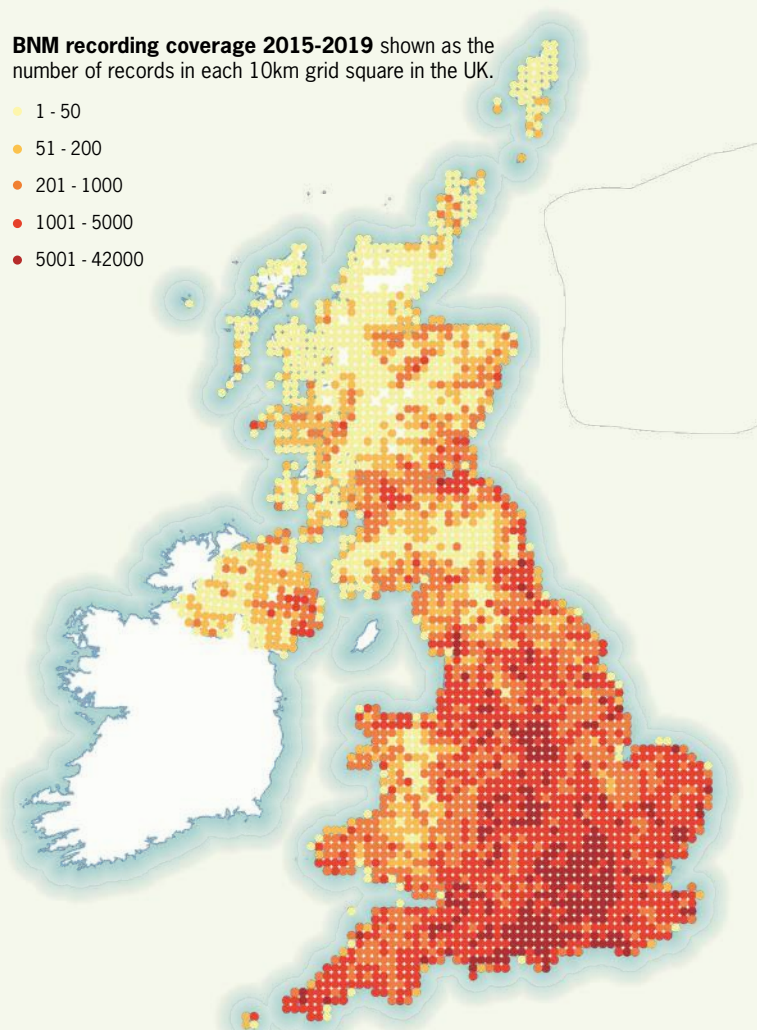 BNM recording coverage 2015-2019 shown as the
number of records in each 10km grid square in the UK.
1 - 50
51 - 200
201 - 1000
1001 - 5000
5001 - 42000